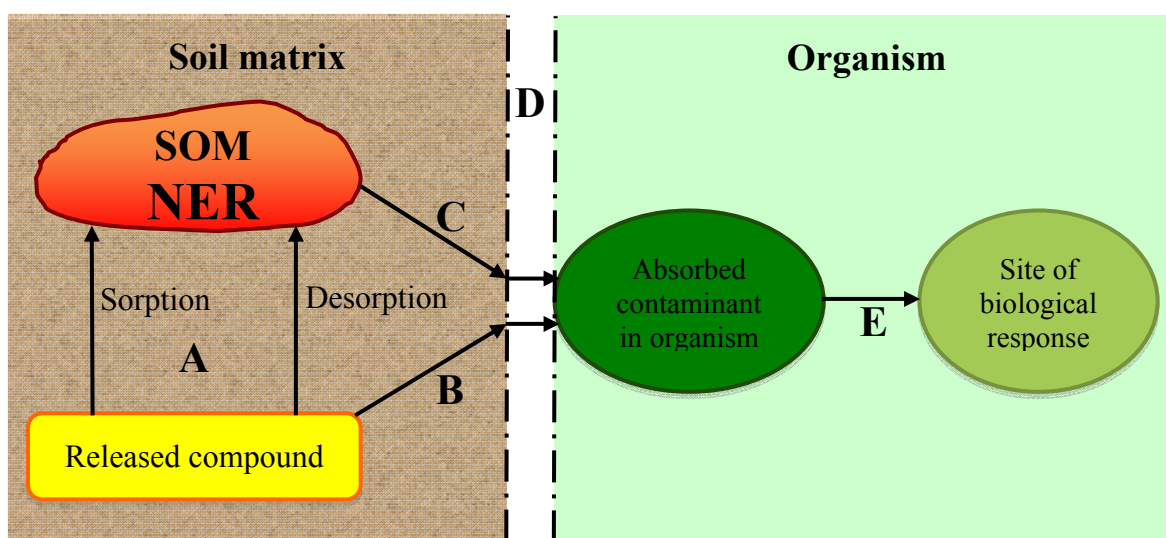 Soil matrix
Organism
D
SOM
NER
C
Sorption
Desorption
A
B
Released compound
Absorbed
contaminant
in organism
E
Site of
biological
response